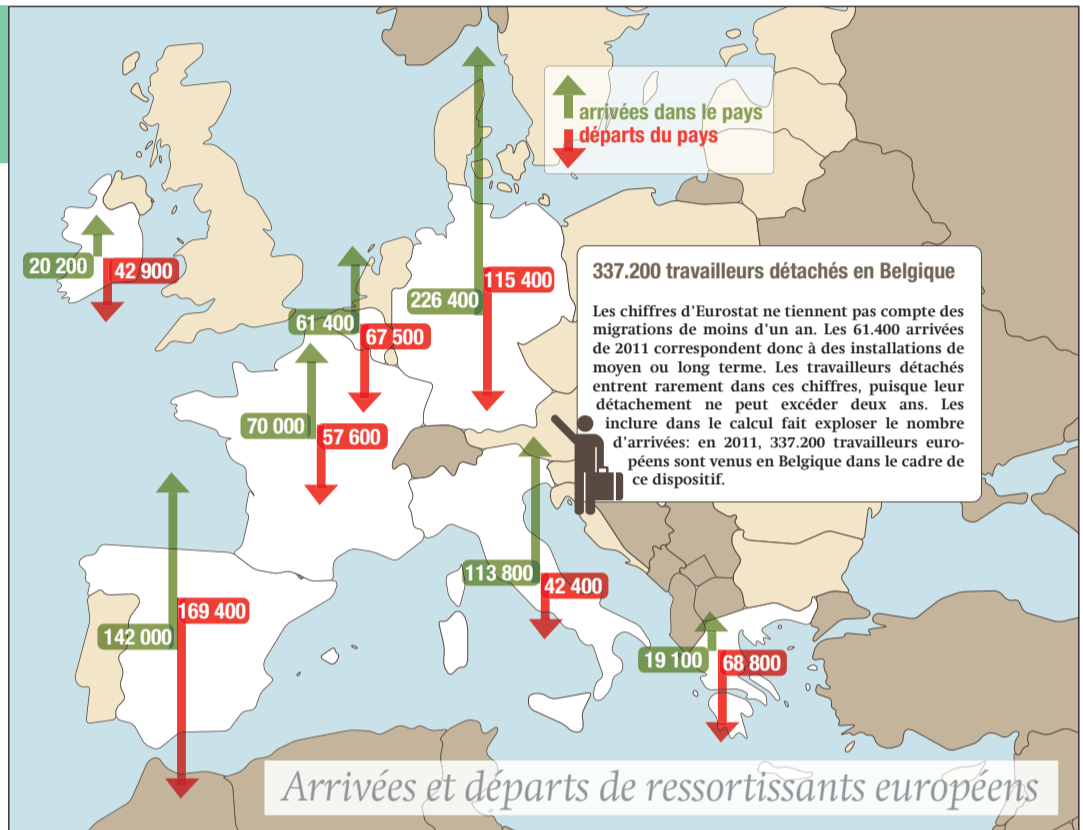 arrivées dans le pays
départs du pays
20 200
42 900
61 400
67 500
226 400
115 400
70 000
57 600
142 000
169 400
113 800
42 400
19 100
68 800
337.200 travailleurs détachés en Belgique
Les chiffres d'Eurostat ne tiennent pas compte des
migrations de moins d'un an. Les 61.400 arrivées
de 2011 correspondent donc à des installations de
moyen ou long terme. Les travailleurs détachés
entrent rarement dans ces chiffres, puisque leur
détachement ne peut excéder deux ans. Les
inclure dans le calcul fait exploser le nombre
d'arrivées: en 2011, 337.200 travailleurs euro-
péens sont venus en Belgique dans le cadre de
ce dispositif.
Arrivées et départs de ressortissants européens